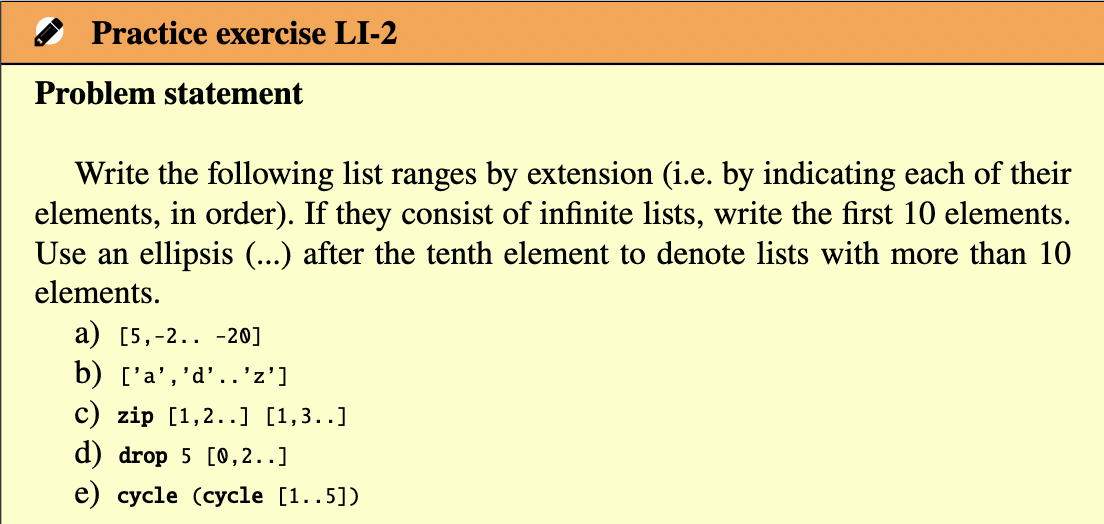 Practice exercise LI-2
Problem statement
Write the following list ranges by extension (i.e. by indicating each of their
elements, in order). If they consist of infinite lists, write the first 10 elements.
Use an ellipsis (...) after the tenth element to denote lists with more than 10
elements.
a) [5,-2.. -20]
b) [’a’,’d’..’z’]
c) zip [1,2..] [1,3..]
d) drop 5 [0,2..]
e) cycle (cycle [1..5])